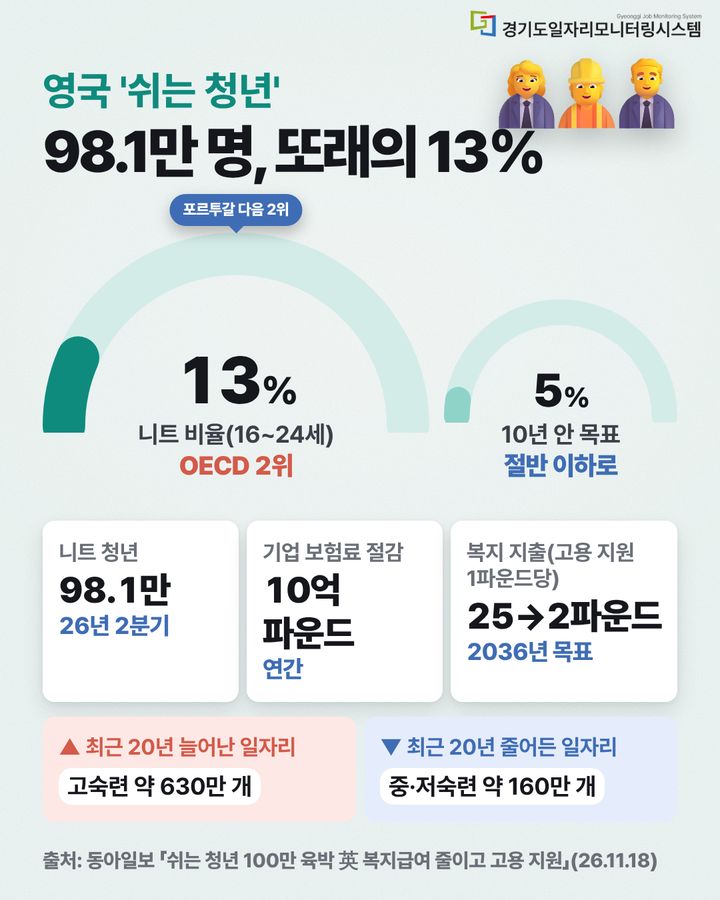 Gyeonggi Job Monitoring System
경기도일자리모니터링시스템
영국 '쉬는 청년'
98.1만 명, 또래의 13%
포르투갈 다음 2위
13%
니트 비율(16~24세)
OECD 2위
5%
10년 안 목표
절반 이하로
니트 청년
98.1만
26년 2분기
기업 보험료 절감
10억
파운드
연간
복지 지출(고용 지원
1파운드당)
25→2파운드
2036년 목표
▲ 최근 20년 늘어난 일자리
고숙련 약 630만 개
▼ 최근 20년 줄어든 일자리
중·저숙련 약 160만 개
출처: 동아일보 「쉬는 청년 100만 육박 英 복지급여 줄이고 고용 지원」(26.11.18)